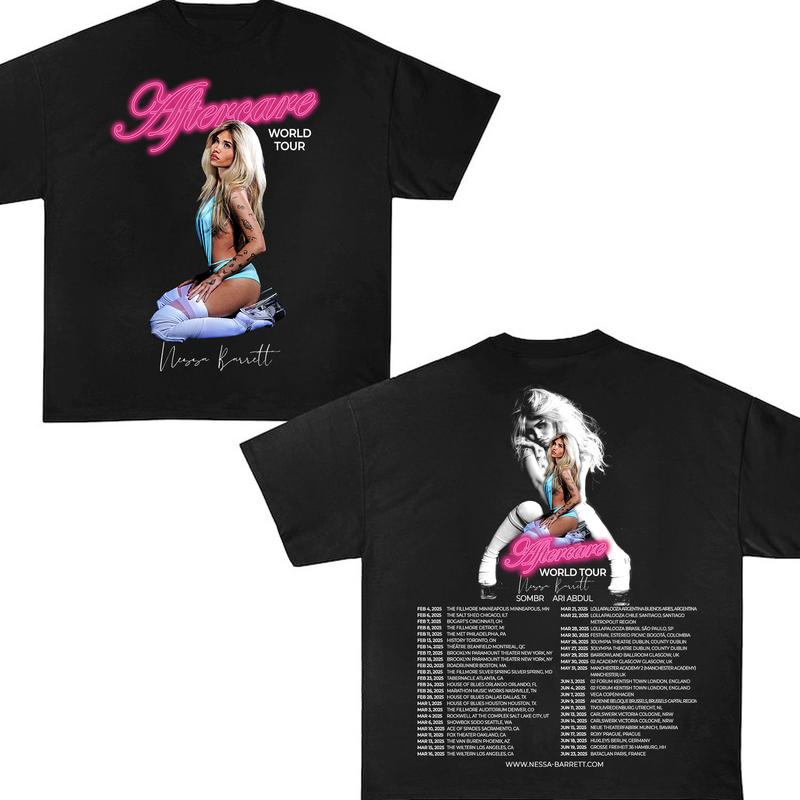 Aftercare
WORLD
TOUR
Nessa Barrett
Aftercare
WORLD TOUR
Nessa Barrett
SOMBR ARI ABDUL
FEB 4, 2025 THE FILLMORE MINNEAPOLIS MINNEAPOLIS, MN
FEB 6, 2025 THE SALT SHED CHICAGO, ILT
FEB 7, 2025 BOGART'S CINCINNATI, OH
FEB 8, 2025 THE FILLMORE DETROIT, MI
FEB 11, 2025 THE MET PHILADELPHIA, PA
FEB 13, 2025 HISTORY TORONTO, ON
FEB 14, 2025 THÉÂTRE BEANFIELD MONTREAL, QC
FEB 17, 2025 BROOKLYN PARAMOUNT THEATER NEW YORK, NY
FEB 18, 2025 BROOKLYN PARAMOUNT THEATER NEW YORK, NY
FEB 20, 2025 ROADRUNNER BOSTON, MA
FEB 21, 2025 THE FILLMORE SILVER SPRING SILVER SPRING, MD
FEB 23, 2025 TABERNACLE ATLANTA, GA
FEB 24, 2025 HOUSE OF BLUES ORLANDO ORLANDO, FL
FEB 26, 2025 MARATHON MUSIC WORKS NASHVILLE, TN
FEB 28, 2025 HOUSE OF BLUES DALLAS DALLAS, TX
MAR 1, 2025 HOUSE OF BLUES HOUSTON HOUSTON, TX
MAR 3, 2025 THE FILLMORE AUDITORIUM DENVER, CO
MAR 4, 2025 ROCKWELL AT THE COMPLEX SALT LAKE CITY, UT
MAR 6, 2025 SHOWBOX SODO SEATTLE, WA
MAR 10, 2025 ACE OF SPADES SACRAMENTO, CA
MAR 11, 2025 FOX THEATER OAKLAND, CA
MAR 13, 2025 THE VAN BUREN PHOENIX, AZ
MAR 15, 2025 THE WILTERN LOS ANGELES, CA
MAR 16, 2025 THE WILTERN LOS ANGELES, CA
MAR 21, 2025 LOLLAPALOOZA ARGENTINA BUENOS AIRES, ARGENTINA
MAR 22, 2025 LOLLAPALOOZA CHILE SANTIAGO, SANTIAGO
METROPOLIT REGION
MAR 28, 2025 LOLLAPALOOZA BRASIL SÃO PAULO, SP
MAR 30, 2025 FESTIVAL ESTEREO PICNIC BOGOTÁ, COLOMBIA
MAY 26, 2025 3OLYMPIA THEATRE DUBLIN, COUNTY DUBLIN
MAY 27, 2025 3OLYMPIA THEATRE DUBLIN, COUNTY DUBLIN
MAY 29, 2025 BARROWLAND BALLROOM GLASGOW, UK
MAY 30, 2025 O2 ACADEMY GLASGOW GLASGOW, UK
MAY 31, 2025 MANCHESTER ACADEMY 2 (MANCHESTER ACADEMY)
MANCHESTER, UK
JUN 3, 2025 O2 FORUM KENTISH TOWN LONDON, ENGLAND
JUN 4, 2025 O2 FORUM KENTISH TOWN LONDON, ENGLAND
JUN 7, 2025 VEGA COPENHAGEN
JUN 9, 2025 ANCIENNE BELGIQUE BRUSSELS, BRUSSELS-CAPITAL REGION
JUN 11, 2025 TIVOLIVREDENBURG UTRECHT, NL
JUN 13, 2025 CARLSWERK VICTORIA COLOGNE, NRW
JUN 14, 2025 CARLSWERK VICTORIA COLOGNE, NRW
JUN 15, 2025 NEUE THEATERFABRIK MUNICH, BAVARIA
JUN 17, 2025 ROXY PRAGUE, PRAGUE
JUN 18, 2025 HUXLEYS BERLIN, GERMANY
JUN 19, 2025 GROSSE FREIHEIT 36 HAMBURG, HH
JUN 23, 2025 BATACLAN PARIS, FRANCE
WWW.NESSA-BARRETT.COM